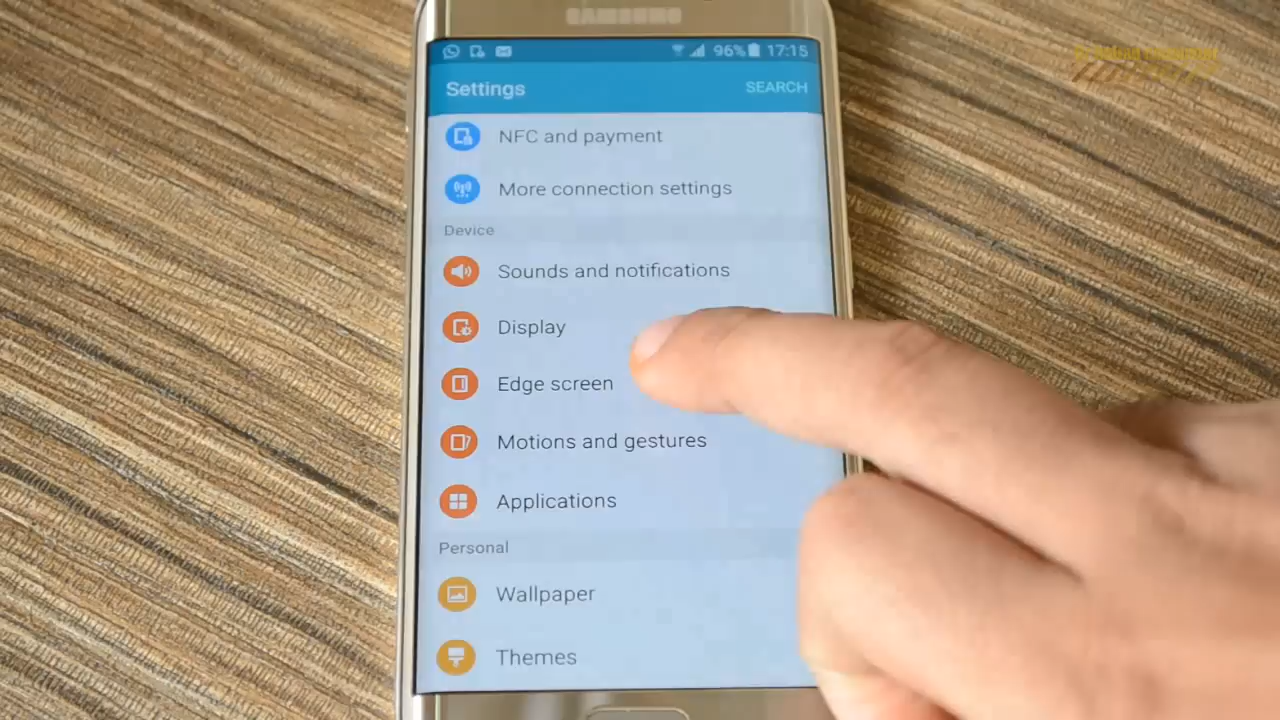 SAMSUNG
96% 17:15
Settings
SEARCH
NFC and payment
More connection settings
Device
Sounds and notifications
Display
Edge screen
Motions and gestures
Applications
Personal
Wallpaper
Themes